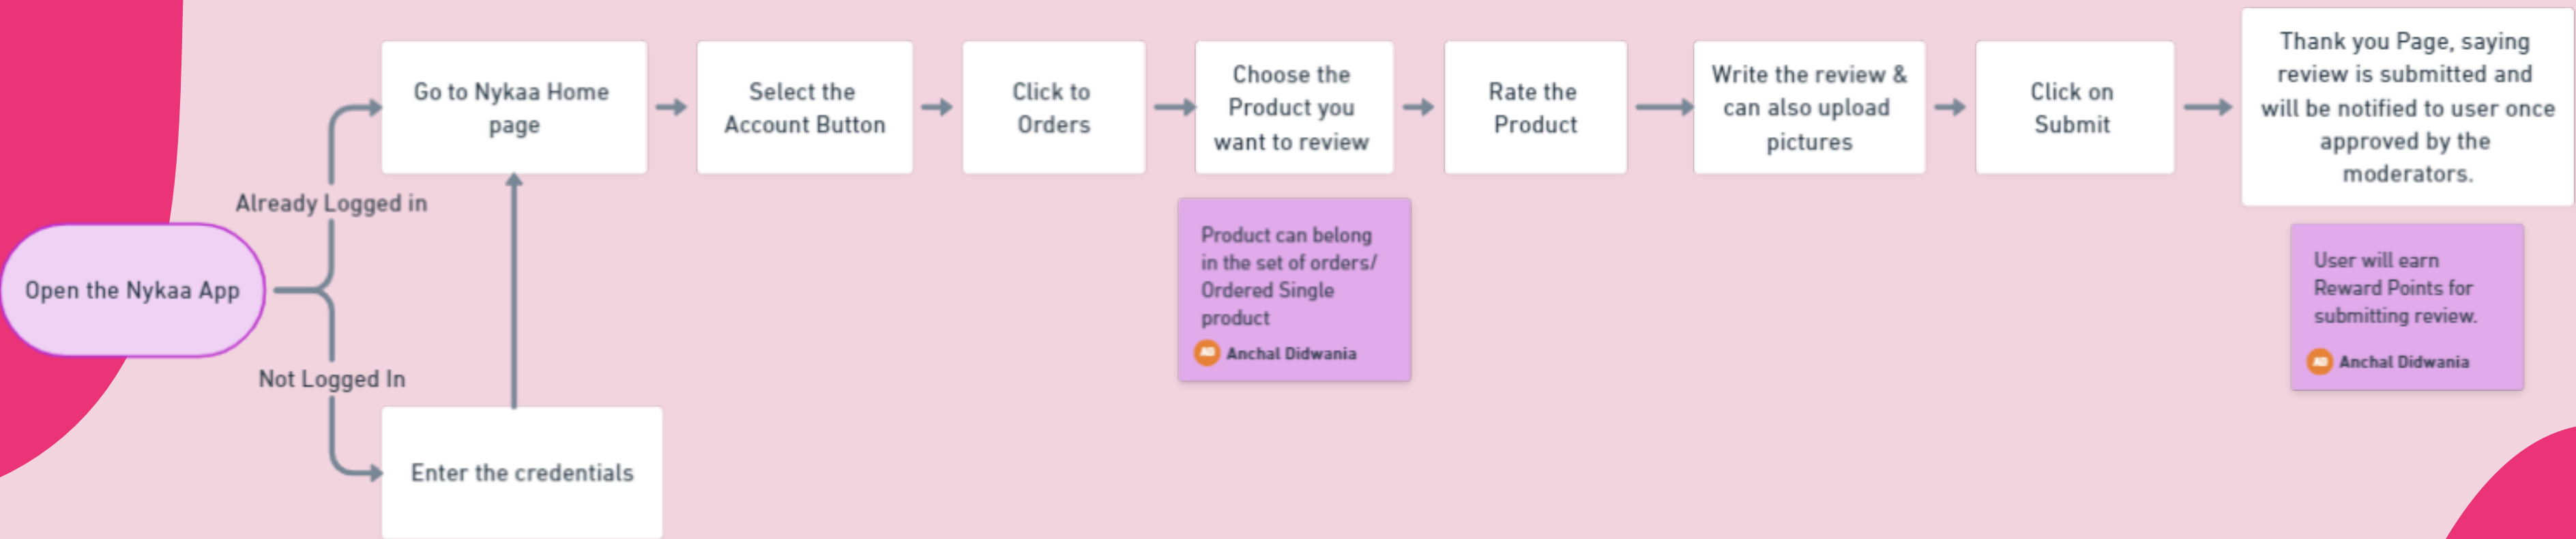 Open the Nykaa App
Already Logged in
Not Logged In
Enter the credentials
Go to Nykaa Home
page
Select the
Account Button
Click to
Orders
Choose the
Product you
want to review
Product can belong
in the set of orders/
Ordered Single
product
AD Anchal Didwania
Rate the
Product
Write the review &
can also upload
pictures
Click on
Submit
Thank you Page, saying
review is submitted and
will be notified to user once
approved by the
moderators.
User will earn
Reward Points for
submitting review.
AD Anchal Didwania